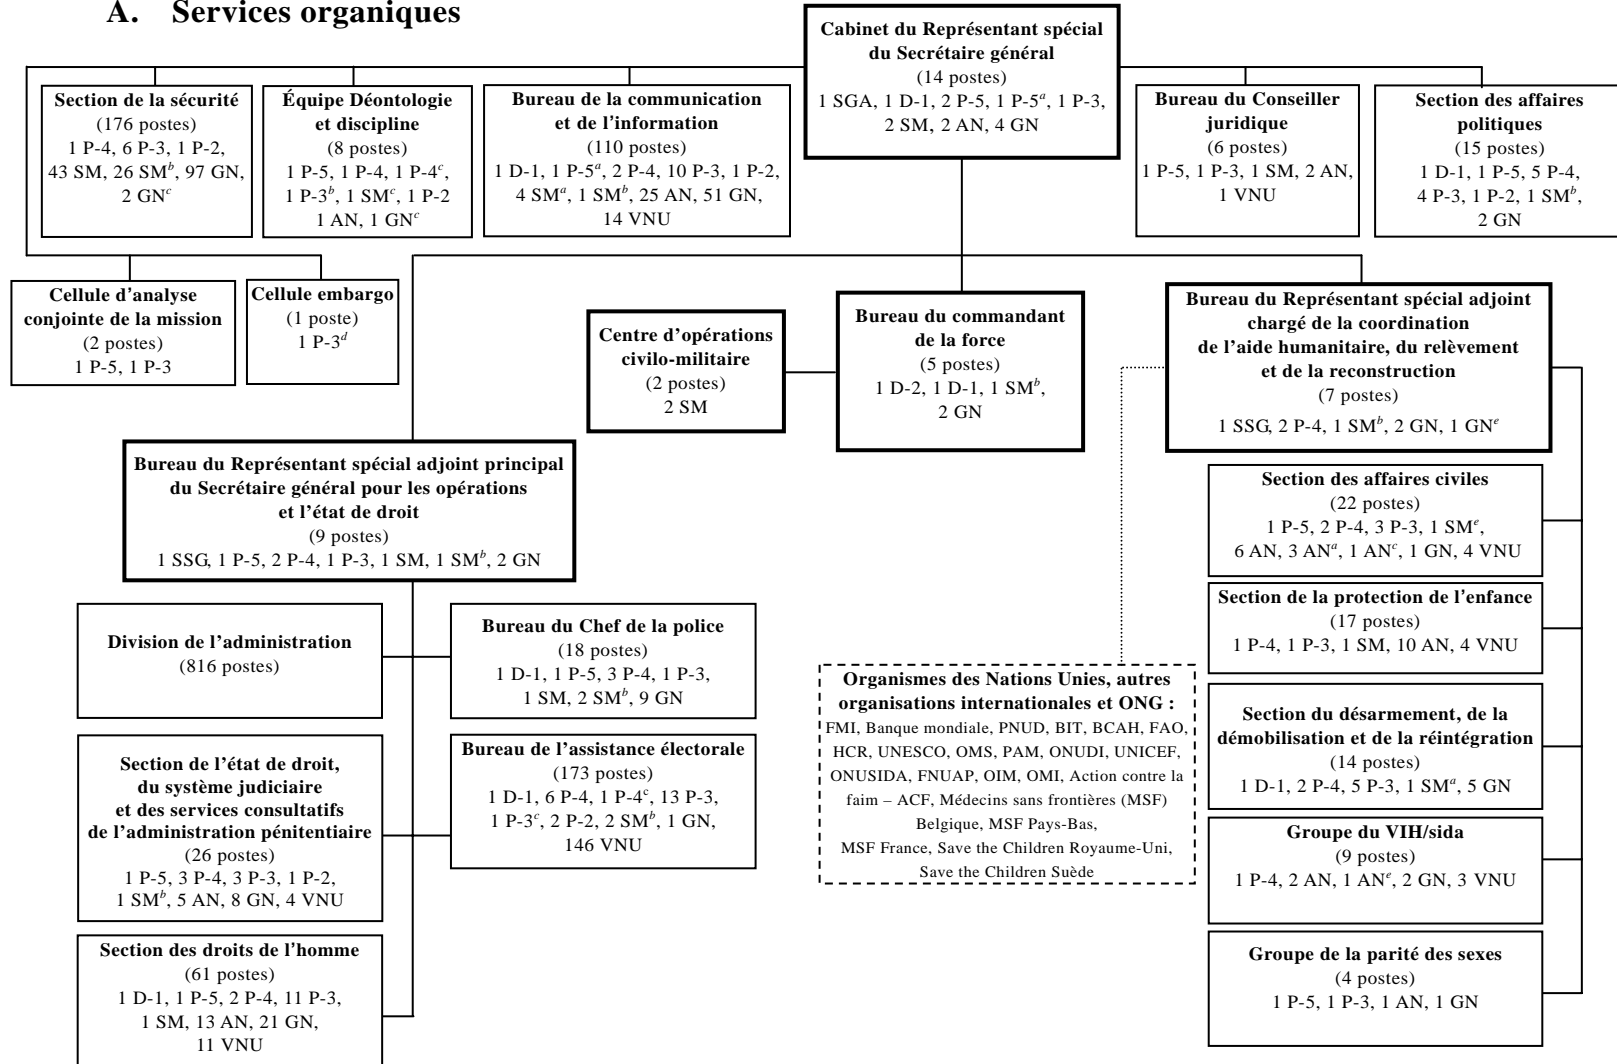 A. Services organiques
Cabinet du Représentant spécial
du Secrétaire général
(14 postes)
1 SGA, 1 D-1, 2 P-5, 1 P-5a, 1 P-3,
2 SM, 2 AN, 4 GN
Section de la sécurité
(176 postes)
1 P-4, 6 P-3, 1 P-2,
43 SM, 26 SMb, 97 GN,
2 GNc
Équipe Déontologie
et discipline
(8 postes)
1 P-5, 1 P-4, 1 P-4c,
1 P-3b, 1 SMc, 1 P-2
1 AN, 1 GNc
Bureau de la communication
et de l'information
(110 postes)
1 D-1, 1 P-5a, 2 P-4, 10 P-3, 1 P-2,
4 SMa, 1 SMb, 25 AN, 51 GN,
14 VNU
Bureau du Conseiller
juridique
(6 postes)
1 P-5, 1 P-3, 1 SM, 2 AN,
1 VNU
Section des affaires
politiques
(15 postes)
1 D-1, 1 P-5, 5 P-4,
4 P-3, 1 P-2, 1 SMb,
2 GN
Cellule d'analyse
conjointe de la mission
(2 postes)
1 P-5, 1 P-3
Cellule embargo
(1 poste)
1 P-3d
Centre d'opérations
civilo-militaire
(2 postes)
2 SM
Bureau du commandant
de la force
(5 postes)
1 D-2, 1 D-1, 1 SMb,
2 GN
Bureau du Représentant spécial adjoint
chargé de la coordination
de l'aide humanitaire, du relèvement
et de la reconstruction
(7 postes)
1 SSG, 2 P-4, 1 SMb, 2 GN, 1 GNe
Bureau du Représentant spécial adjoint principal
du Secrétaire général pour les opérations
et l'état de droit
(9 postes)
1 SSG, 1 P-5, 2 P-4, 1 P-3, 1 SM, 1 SMb, 2 GN
Division de l'administration
(816 postes)
Bureau du Chef de la police
(18 postes)
1 D-1, 1 P-5, 3 P-4, 1 P-3,
1 SM, 2 SMb, 9 GN
Section de l'état de droit,
du système judiciaire
et des services consultatifs
de l'administration pénitentiaire
(26 postes)
1 P-5, 3 P-4, 3 P-3, 1 P-2,
1 SMb, 5 AN, 8 GN, 4 VNU
Bureau de l'assistance électorale
(173 postes)
1 D-1, 6 P-4, 1 P-4c, 13 P-3,
1 P-3c, 2 P-2, 2 SMb, 1 GN,
146 VNU
Section des droits de l'homme
(61 postes)
1 D-1, 1 P-5, 2 P-4, 11 P-3,
1 SM, 13 AN, 21 GN,
11 VNU
Organismes des Nations Unies, autres
organisations internationales et ONG :
FMI, Banque mondiale, PNUD, BIT, BCAH, FAO,
HCR, UNESCO, OMS, PAM, ONUDI, UNICEF,
ONUSIDA, FNUAP, OIM, OMI, Action contre la
faim – ACF, Médecins sans frontières (MSF)
Belgique, MSF Pays-Bas,
MSF France, Save the Children Royaume-Uni,
Save the Children Suède
Section des affaires civiles
(22 postes)
1 P-5, 2 P-4, 3 P-3, 1 SMe,
6 AN, 3 ANa, 1 ANc, 1 GN, 4 VNU
Section de la protection de l'enfance
(17 postes)
1 P-4, 1 P-3, 1 SM, 10 AN, 4 VNU
Section du désarmement, de la
démobilisation et de la réintégration
(14 postes)
1 D-1, 2 P-4, 5 P-3, 1 SMa, 5 GN
Groupe du VIH/sida
(9 postes)
1 P-4, 2 AN, 1 ANe, 2 GN, 3 VNU
Groupe de la parité des sexes
(4 postes)
1 P-5, 1 P-3, 1 AN, 1 GN